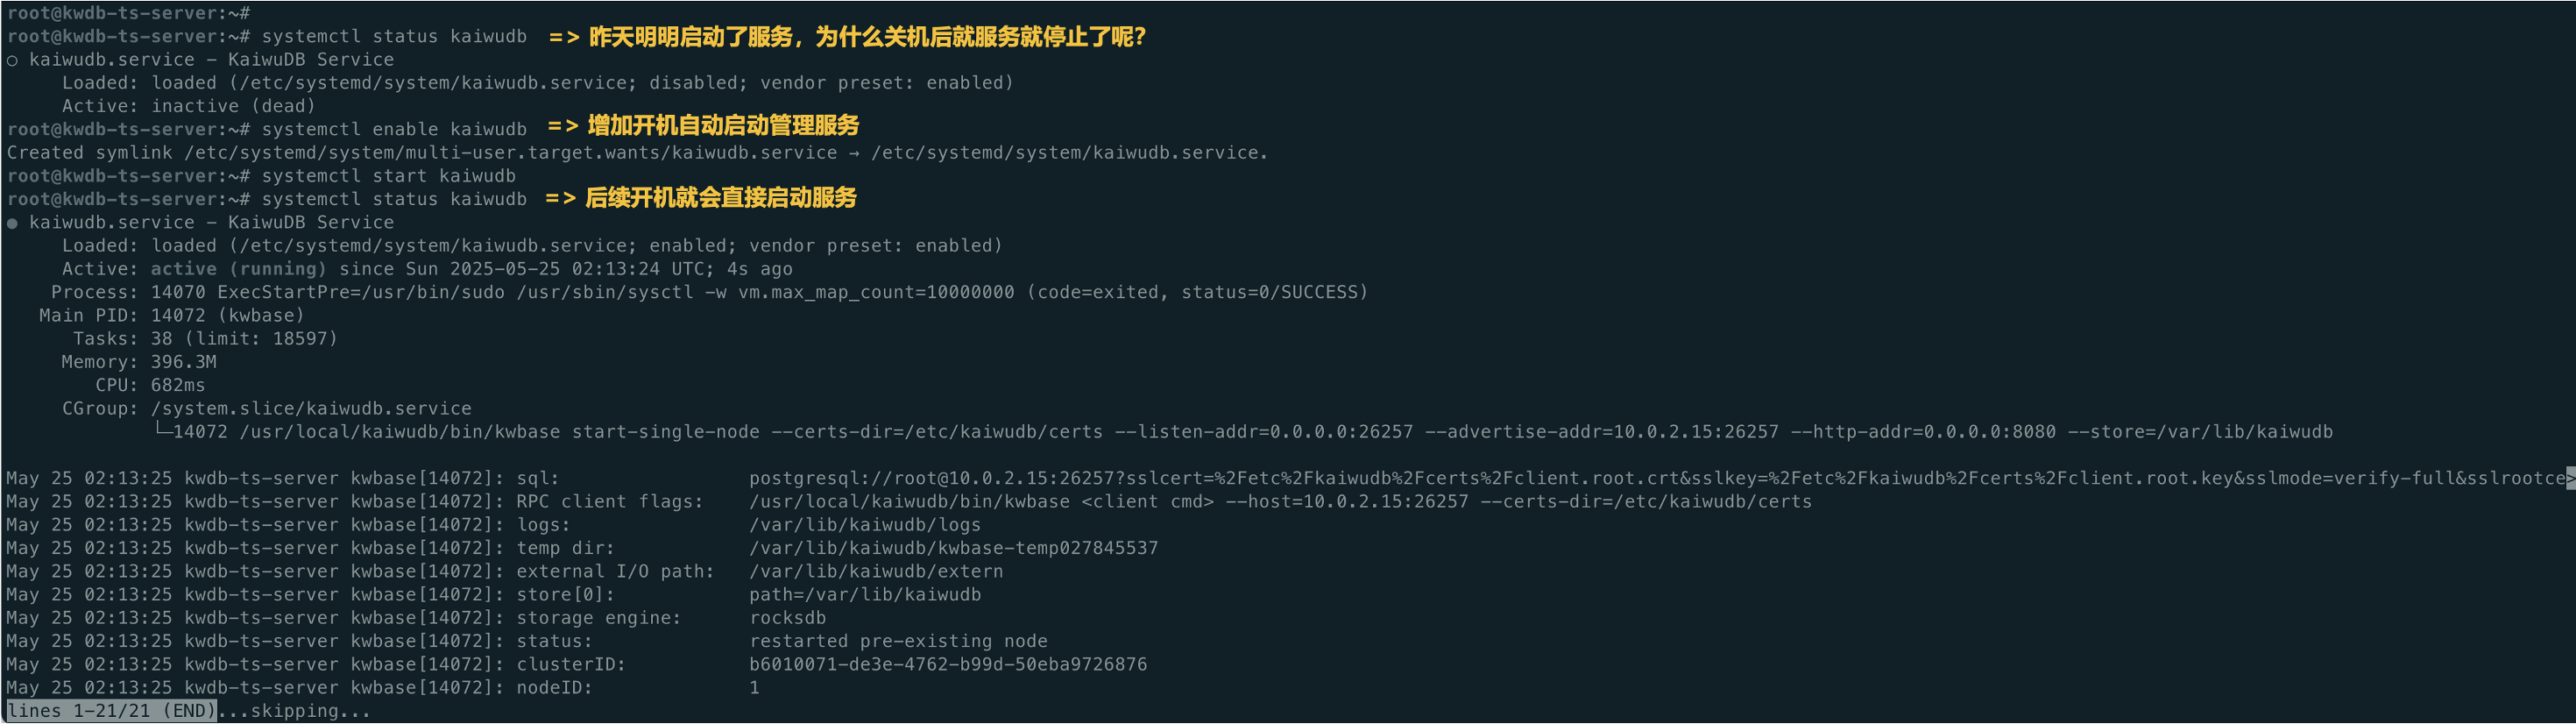 root@kwdb-ts-server:~#
root@kwdb-ts-server:~# systemctl status kaiwudb => 昨天明明启动了服务，为什么关机后就服务就停止了呢？
○ kaiwudb.service - KaiwuDB Service
Loaded: loaded (/etc/systemd/system/kaiwudb.service; disabled; vendor preset: enabled)
Active: inactive (dead)
root@kwdb-ts-server:~# systemctl enable kaiwudb => 增加开机自动启动管理服务
Created symlink /etc/systemd/system/multi-user.target.wants/kaiwudb.service → /etc/systemd/system/kaiwudb.service.
root@kwdb-ts-server:~# systemctl start kaiwudb
root@kwdb-ts-server:~# systemctl status kaiwudb => 后续开机就会直接启动服务
● kaiwudb.service - KaiwuDB Service
Loaded: loaded (/etc/systemd/system/kaiwudb.service; enabled; vendor preset: enabled)
Active: active (running) since Sun 2025-05-25 02:13:24 UTC; 4s ago
Process: 14070 ExecStartPre=/usr/bin/sudo /usr/sbin/sysctl -w vm.max_map_count=10000000 (code=exited, status=0/SUCCESS)
Main PID: 14072 (kwbase)
Tasks: 38 (limit: 18597)
Memory: 396.3M
CPU: 682ms
CGroup: /system.slice/kaiwudb.service
└─14072 /usr/local/kaiwudb/bin/kwbase start-single-node --certs-dir=/etc/kaiwudb/certs --listen-addr=0.0.0.0:26257 --advertise-addr=10.0.2.15:26257 --http-addr=0.0.0.0:8080 --store=/var/lib/kaiwudb
May 25 02:13:25 kwdb-ts-server kwbase[14072]: sql: postgresql://root@10.0.2.15:26257?sslcert=%2Fetc%2Fkaiwudb%2Fcerts%2Fclient.root.crt&sslkey=%2Fetc%2Fkaiwudb%2Fcerts%2Fclient.root.key&sslmode=verify-full&sslrootce>
May 25 02:13:25 kwdb-ts-server kwbase[14072]: RPC client flags: /usr/local/kaiwudb/bin/kwbase <client cmd> --host=10.0.2.15:26257 --certs-dir=/etc/kaiwudb/certs
May 25 02:13:25 kwdb-ts-server kwbase[14072]: logs: /var/lib/kaiwudb/logs
May 25 02:13:25 kwdb-ts-server kwbase[14072]: temp dir: /var/lib/kaiwudb/kwbase-temp027845537
May 25 02:13:25 kwdb-ts-server kwbase[14072]: external I/O path: /var/lib/kaiwudb/extern
May 25 02:13:25 kwdb-ts-server kwbase[14072]: store[0]: path=/var/lib/kaiwudb
May 25 02:13:25 kwdb-ts-server kwbase[14072]: storage engine: rocksdb
May 25 02:13:25 kwdb-ts-server kwbase[14072]: status: restarted pre-existing node
May 25 02:13:25 kwdb-ts-server kwbase[14072]: clusterID: b6010071-de3e-4762-b99d-50eba9726876
May 25 02:13:25 kwdb-ts-server kwbase[14072]: nodeID: 1
lines 1-21/21 (END)...skipping...